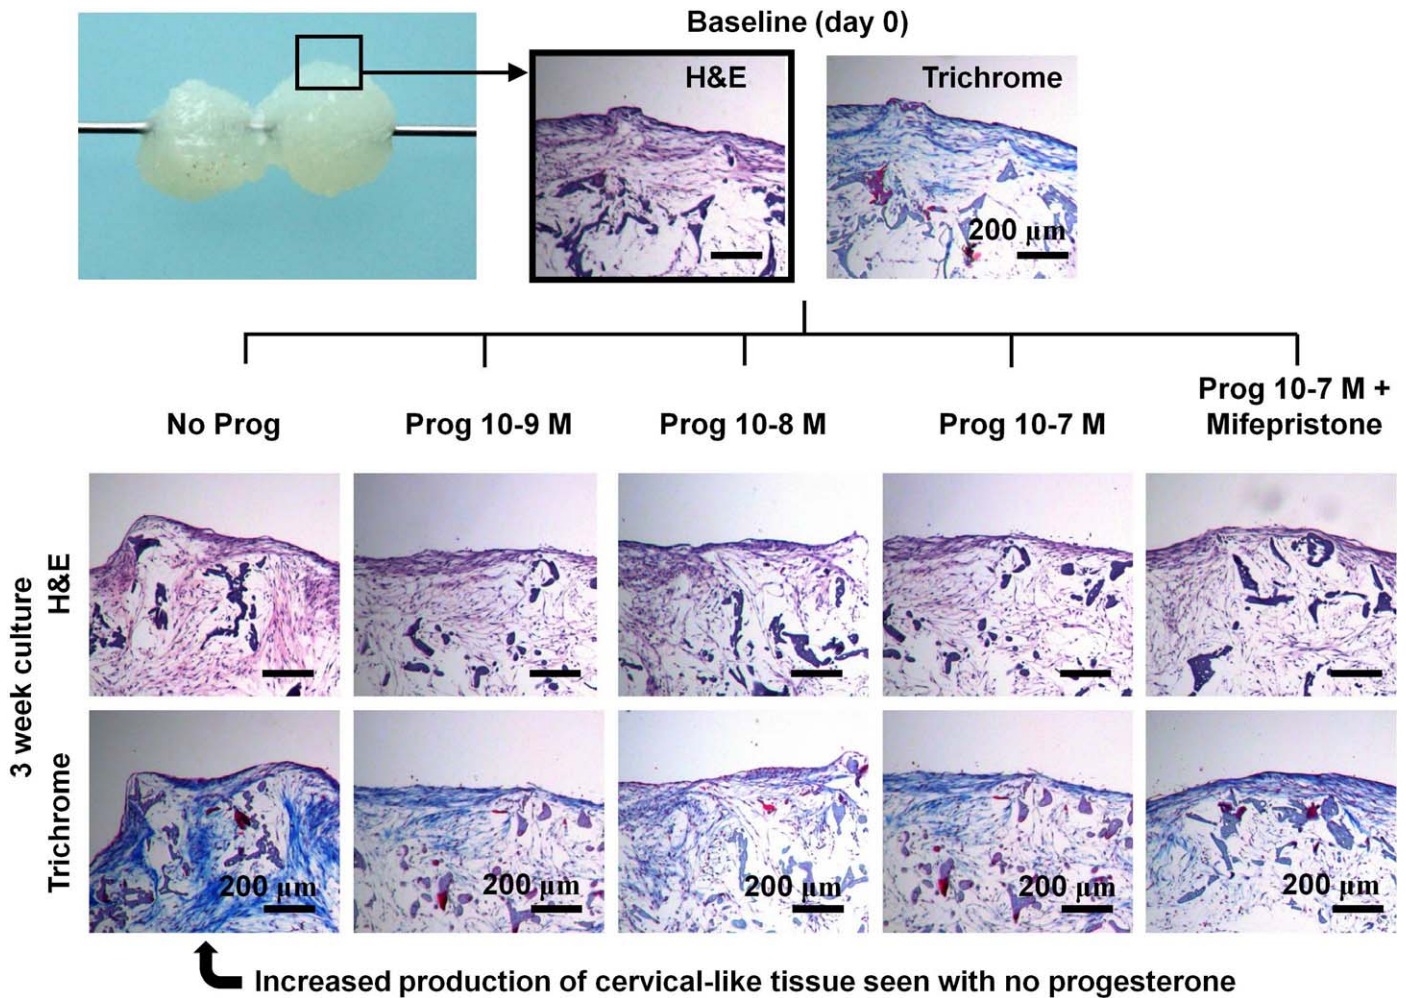 Baseline (day 0)
H&E
Trichrome
200 µm
No Prog
Prog 10-9 M
Prog 10-8 M
Prog 10-7 M
Prog 10-7 M +
Mifepristone
3 week culture
H&E
Trichrome
200 µm
200 µm
200 µm
200 µm
200 µm
Increased production of cervical-like tissue seen with no progesterone